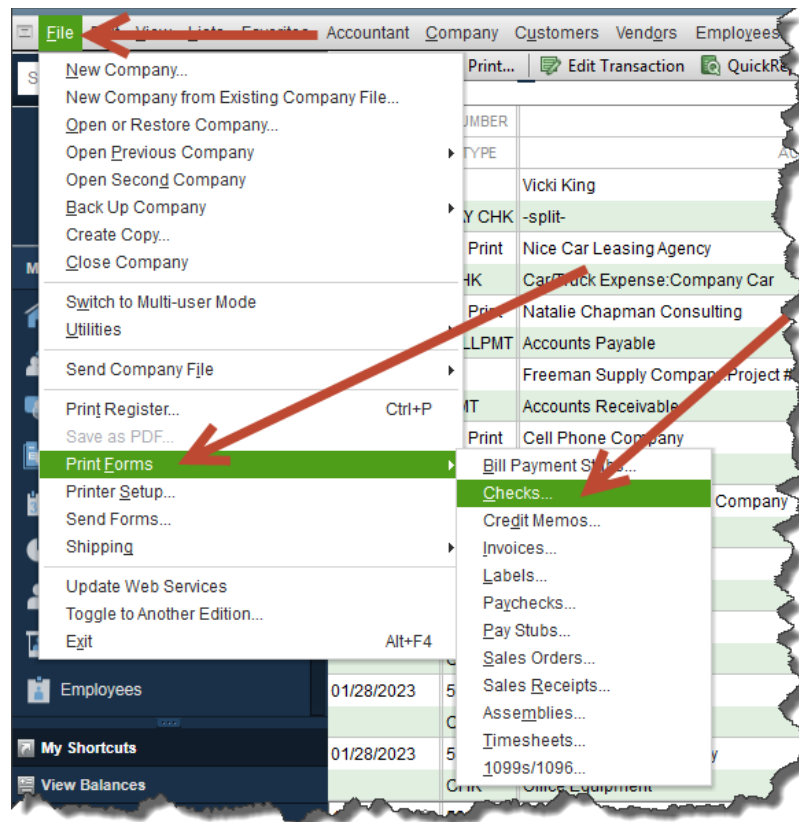 File Accountant Company Customers Vendors Employees
Print... Edit Transaction
New Company...
New Company from Existing Company File...
Open or Restore Company...
Open Previous Company
Open Second Company
Back Up Company
Create Copy...
Close Company
Switch to Multi-user Mode
Utilities
Send Company File
Print Register... Ctrl+P
Save as PDF...
Print Forms
Printer Setup...
Send Forms...
Shipping
Update Web Services
Toggle to Another Edition...
Exit Alt+F4
TYPE
Vicki King
CHK -split-
Print Nice Car Leasing Agency
Car/Truck Expense:Company Car
Print Natalie Chapman Consulting
Accounts Payable
Freeman Supply Company:Project #
Accounts Receivable
Print Cell Phone Company
Company
Bill Payment Stubs...
Checks...
Credit Memos...
Invoices...
Labels...
Paychecks...
Pay Stubs...
Sales Orders...
Sales Receipts...
Assemblies...
Timesheets...
1099s/1096...
Employees
01/28/2023 5
My Shortcuts
01/28/2023 5
View Balances
Office Equipment